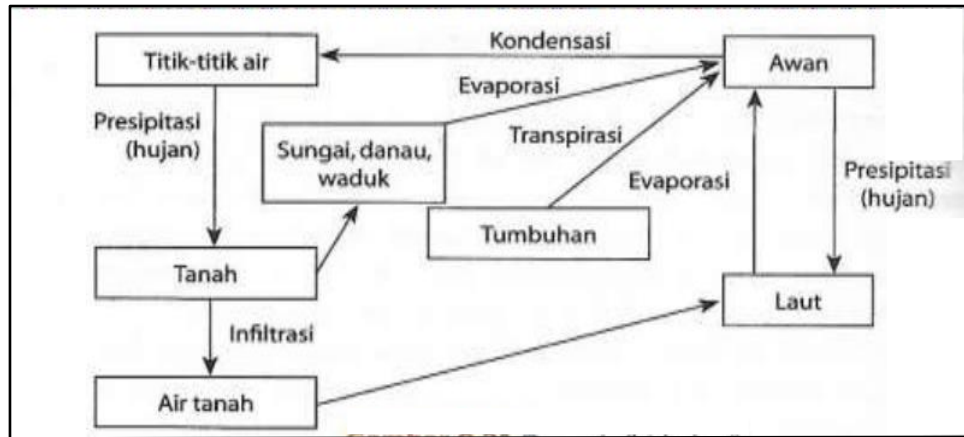 Kondensasi
Titik-titik air
Awan
Evaporasi
Presipitasi
(hujan)
Transpirasi
Sungai, danau,
waduk
Evaporasi
Presipitasi
(hujan)
Tumbuhan
Tanah
Laut
Infiltrasi
Air tanah